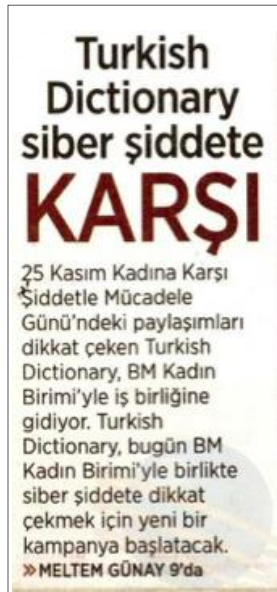 Turkish
Dictionary
siber şiddete
KARŞI
25 Kasım Kadına Karşı
Şiddetle Mücadele
Günü'ndeki paylaşımları
dikkat çeken Turkish
Dictionary, BM Kadın
Birimi'yle iş birliğine
gidiyor. Turkish
Dictionary, bugün BM
Kadın Birimi'yle birlikte
siber şiddete dikkat
çekmek için yeni bir
kampanya başlatacak.
» MELTEM GÜNAY 9'da